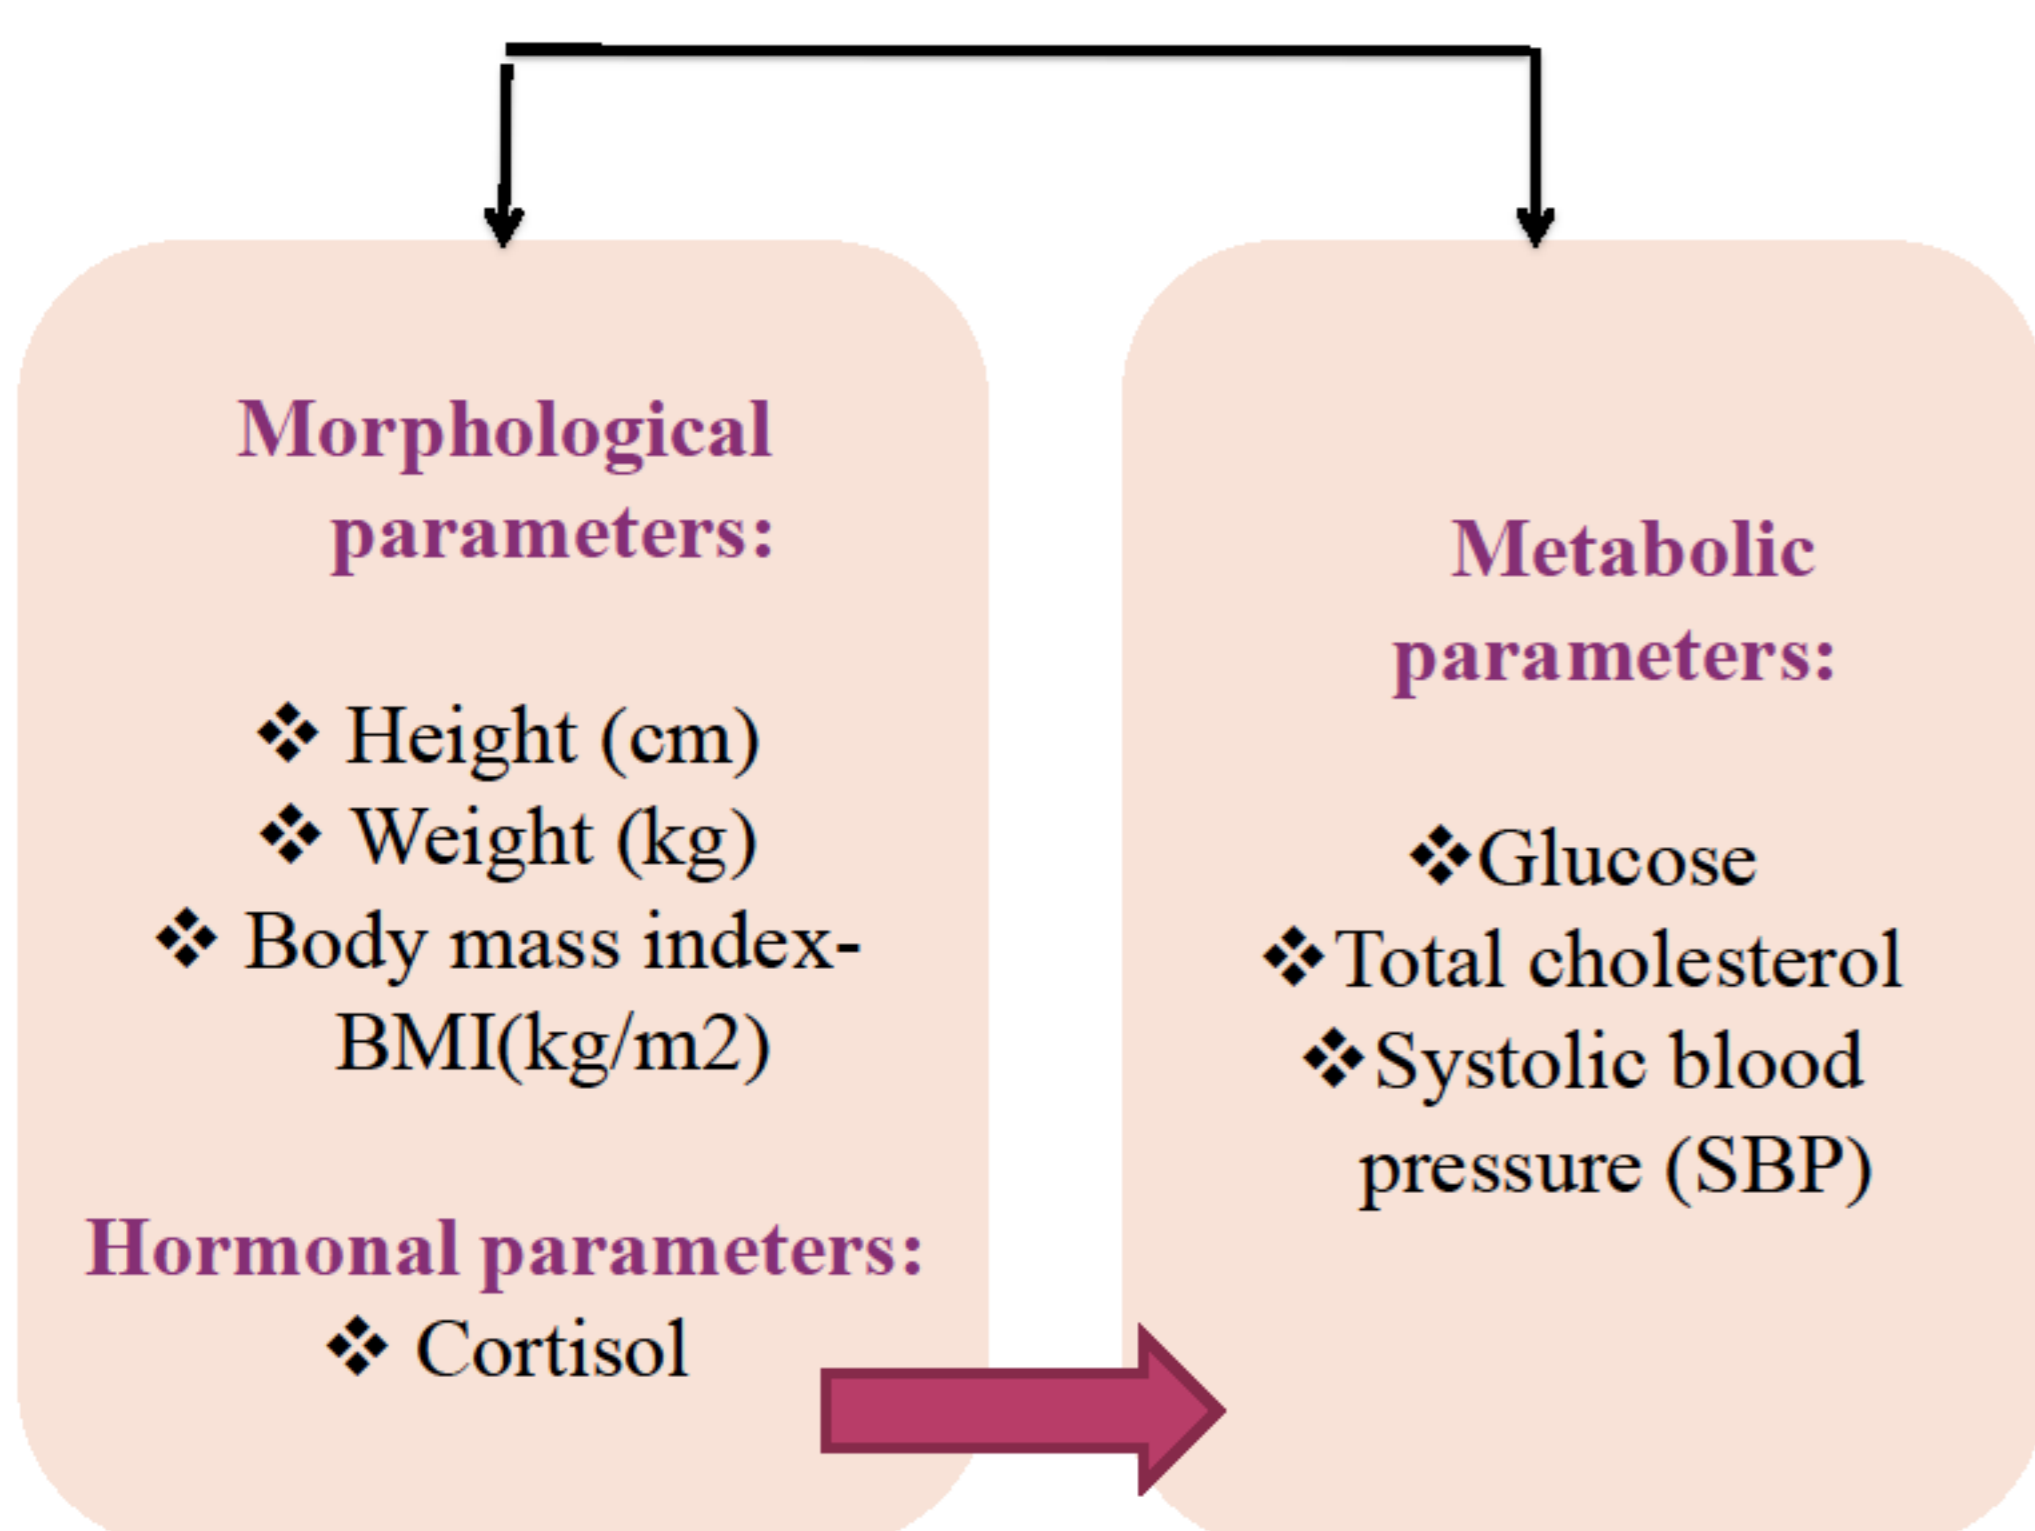 Morphological
parameters:
❖ Height (cm)
❖ Weight (kg)
❖ Body mass index-
BMI(kg/m2)
Hormonal parameters:
❖ Cortisol
Metabolic
parameters:
❖Glucose
❖Total cholesterol
❖Systolic blood
pressure (SBP)